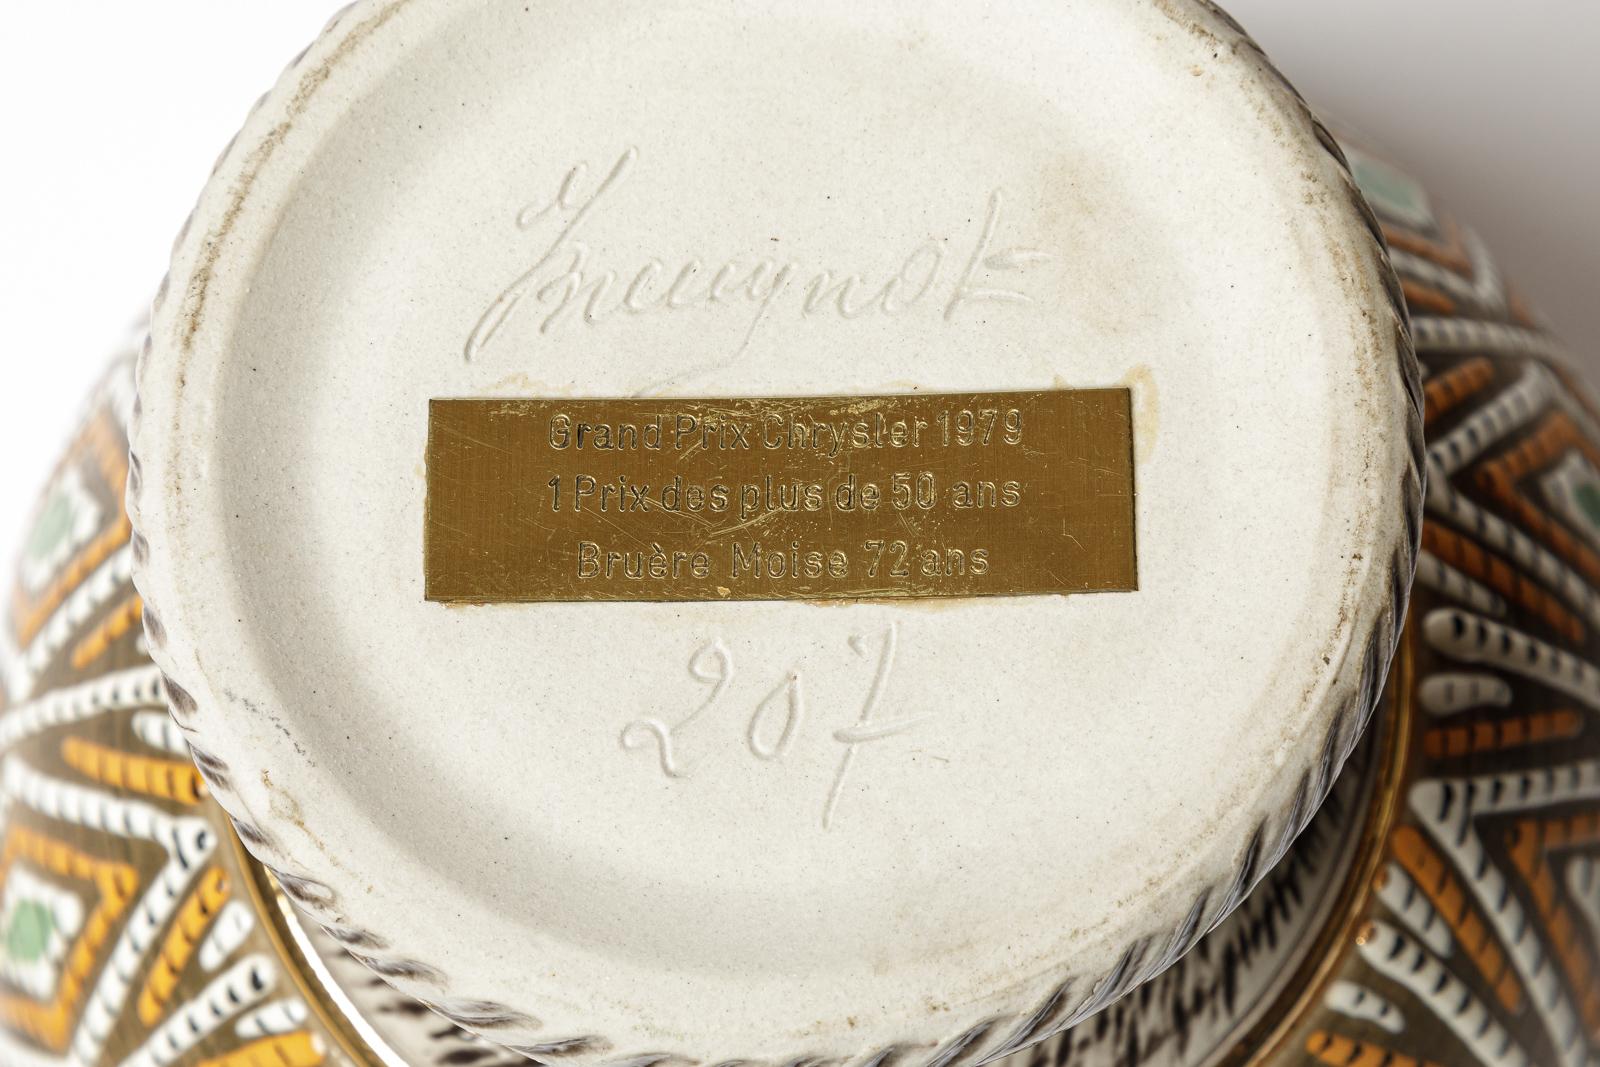 Grand Prix Chrysler 1979
1 Prix des plus de 50 ans
Bruère Moise 72 ans
207